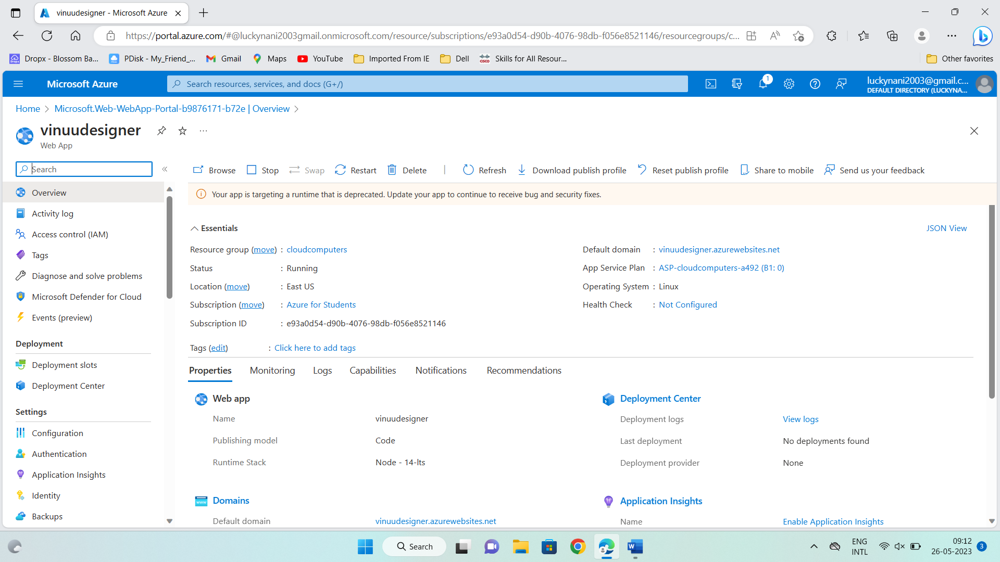 vinuudesigner - Microsoft Azure
https://portal.azure.com/#@luckynani2003gmail.onmicrosoft.com/resource/subscriptions/e93a0d54-d90b-4076-98db-f056e8521146/resourcegroups/c...
Dropx - Blossom Ba...
PDisk - My_Friend_...
Gmail
Maps
YouTube
Imported From IE
Dell
Skills for All Resour...
Other favorites
Microsoft Azure
Search resources, services, and docs (G+/)
1
luckynani2003@gmail.c...
DEFAULT DIRECTORY (LUCKYNA...
Home > Microsoft.Web-WebApp-Portal-b9876171-b72e | Overview >
vinuudesigner
Web App
Search
Browse
Stop
Swap
Restart
Delete
Refresh
Download publish profile
Reset publish profile
Share to mobile
Send us your feedback
Your app is targeting a runtime that is deprecated. Update your app to continue to receive bug and security fixes.
Overview
Activity log
Access control (IAM)
Tags
Diagnose and solve problems
Microsoft Defender for Cloud
Events (preview)
Deployment
Deployment slots
Deployment Center
Settings
Configuration
Authentication
Application Insights
Identity
Backups
Essentials
JSON View
Resource group (move) : cloudcomputers
Status : Running
Location (move) : East US
Subscription (move) : Azure for Students
Subscription ID : e93a0d54-d90b-4076-98db-f056e8521146
Tags (edit) : Click here to add tags
Default domain : vinuudesigner.azurewebsites.net
App Service Plan : ASP-cloudcomputers-a492 (B1: 0)
Operating System : Linux
Health Check : Not Configured
Properties
Monitoring
Logs
Capabilities
Notifications
Recommendations
Web app
Name vinuudesigner
Publishing model Code
Runtime Stack Node - 14-lts
Domains
Default domain vinuudesigner.azurewebsites.net
Deployment Center
Deployment logs View logs
Last deployment No deployments found
Deployment provider None
Application Insights
Name Enable Application Insights
Search
ENG
INTL
09:12
26-05-2023
3